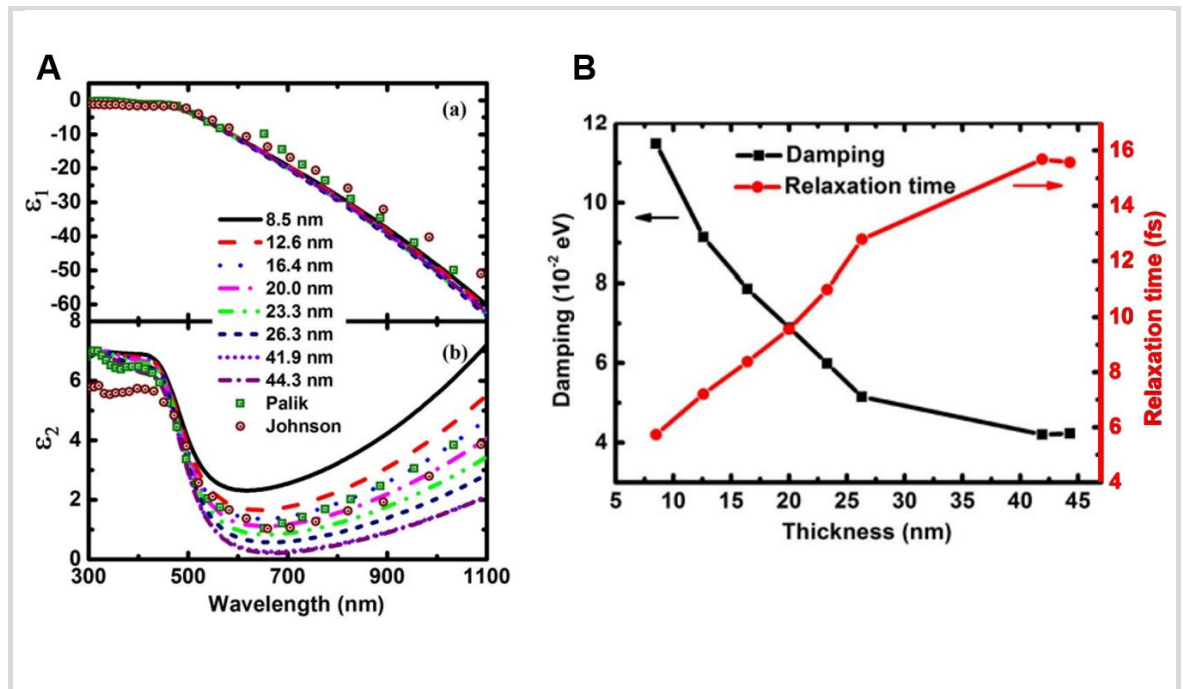 A
B
(a)
0
-10
-20
-30
-40
-50
-60
ε1
8.5 nm
12.6 nm
16.4 nm
20.0 nm
23.3 nm
26.3 nm
41.9 nm
44.3 nm
Palik
Johnson
(b)
8
6
4
2
0
ε2
300 500 700 900 1100
Wavelength (nm)
12
10
8
6
4
Damping (10-2 eV)
Damping
Relaxation time
16
14
12
10
8
6
4
Relaxation time (fs)
5 10 15 20 25 30 35 40 45
Thickness (nm)